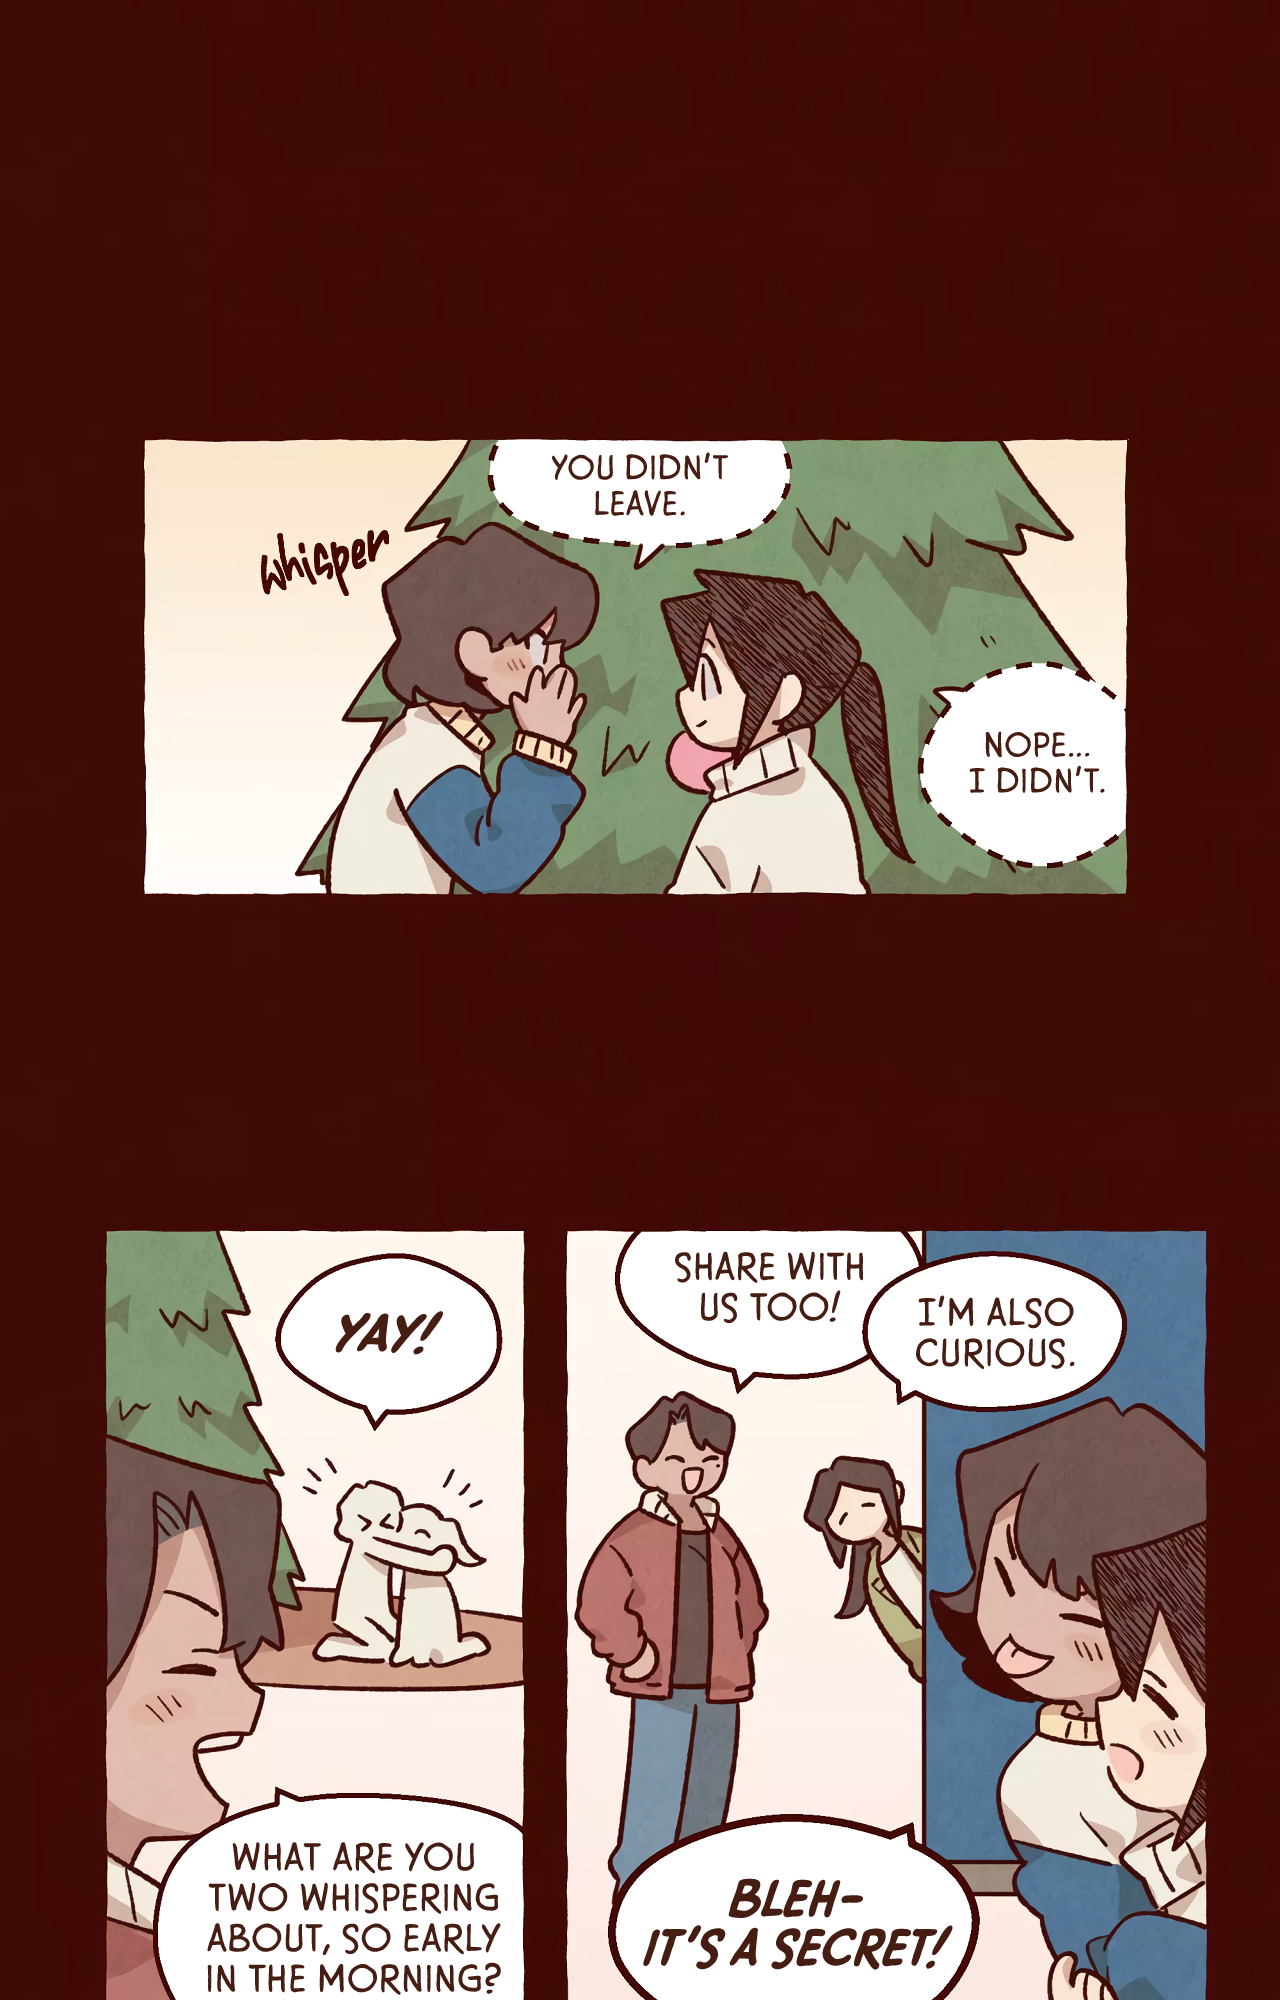 YOU DIDN'T
LEAVE.
whisper
NOPE...
I DIDN'T.
YAY!
WHAT ARE YOU
TWO WHISPERING
ABOUT, SO EARLY
IN THE MORNING?
SHARE WITH
US TOO!
I'M ALSO
CURIOUS.
BLEH-
IT'S A SECRET!